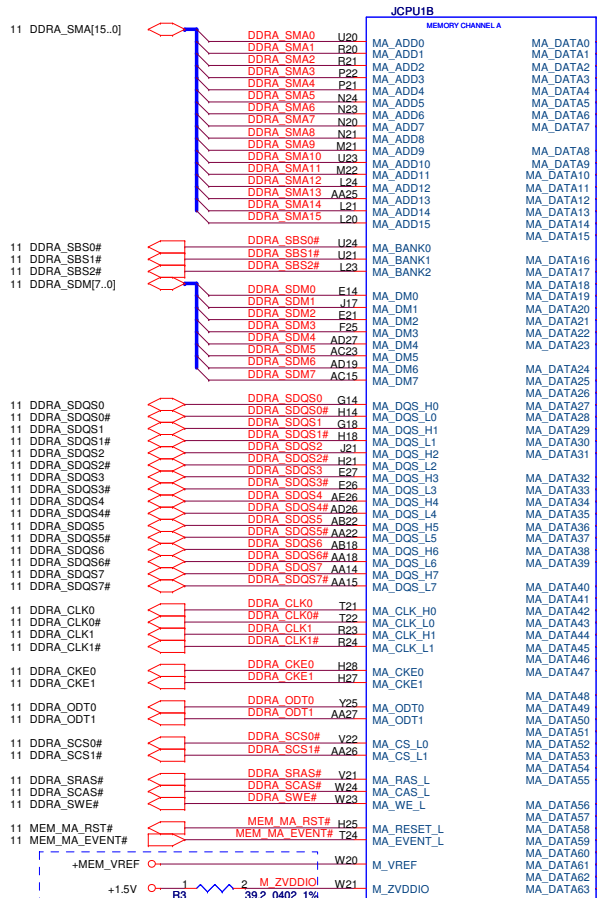 JCPU1B
MEMORY CHANNEL A
11 DDRA_SMA[15..0]
DDRA_SMA0 U20 MA_ADD0 MA_DATA0
DDRA_SMA1 R20 MA_ADD1 MA_DATA1
DDRA_SMA2 R21 MA_ADD2 MA_DATA2
DDRA_SMA3 P22 MA_ADD3 MA_DATA3
DDRA_SMA4 P21 MA_ADD4 MA_DATA4
DDRA_SMA5 N24 MA_ADD5 MA_DATA5
DDRA_SMA6 N23 MA_ADD6 MA_DATA6
DDRA_SMA7 N20 MA_ADD7 MA_DATA7
DDRA_SMA8 N21 MA_ADD8
DDRA_SMA9 M21 MA_ADD9 MA_DATA8
DDRA_SMA10 U23 MA_ADD10 MA_DATA9
DDRA_SMA11 M22 MA_ADD11 MA_DATA10
DDRA_SMA12 L24 MA_ADD12 MA_DATA11
DDRA_SMA13 AA25 MA_ADD13 MA_DATA12
DDRA_SMA14 L21 MA_ADD14 MA_DATA13
DDRA_SMA15 L20 MA_ADD15 MA_DATA14
MA_DATA15
11 DDRA_SBS0# DDRA_SBS0# U24 MA_BANK0
11 DDRA_SBS1# DDRA_SBS1# U21 MA_BANK1 MA_DATA16
11 DDRA_SBS2# DDRA_SBS2# L23 MA_BANK2 MA_DATA17
11 DDRA_SDM[7..0] MA_DATA18
DDRA_SDM0 E14 MA_DM0 MA_DATA19
DDRA_SDM1 J17 MA_DM1 MA_DATA20
DDRA_SDM2 E21 MA_DM2 MA_DATA21
DDRA_SDM3 F25 MA_DM3 MA_DATA22
DDRA_SDM4 AD27 MA_DM4 MA_DATA23
DDRA_SDM5 AC23 MA_DM5
DDRA_SDM6 AD19 MA_DM6 MA_DATA24
DDRA_SDM7 AC15 MA_DM7 MA_DATA25
MA_DATA26
11 DDRA_SDQS0 DDRA_SDQS0 G14 MA_DQS_H0 MA_DATA27
11 DDRA_SDQS0# DDRA_SDQS0# H14 MA_DQS_L0 MA_DATA28
11 DDRA_SDQS1 DDRA_SDQS1 G18 MA_DQS_H1 MA_DATA29
11 DDRA_SDQS1# DDRA_SDQS1# H18 MA_DQS_L1 MA_DATA30
11 DDRA_SDQS2 DDRA_SDQS2 J21 MA_DQS_H2 MA_DATA31
11 DDRA_SDQS2# DDRA_SDQS2# H21 MA_DQS_L2
11 DDRA_SDQS3 DDRA_SDQS3 E27 MA_DQS_H3 MA_DATA32
11 DDRA_SDQS3# DDRA_SDQS3# E26 MA_DQS_L3 MA_DATA33
11 DDRA_SDQS4 DDRA_SDQS4 AE26 MA_DQS_H4 MA_DATA34
11 DDRA_SDQS4# DDRA_SDQS4# AD26 MA_DQS_L4 MA_DATA35
11 DDRA_SDQS5 DDRA_SDQS5 AB22 MA_DQS_H5 MA_DATA36
11 DDRA_SDQS5# DDRA_SDQS5# AA22 MA_DQS_L5 MA_DATA37
11 DDRA_SDQS6 DDRA_SDQS6 AB18 MA_DQS_H6 MA_DATA38
11 DDRA_SDQS6# DDRA_SDQS6# AA18 MA_DQS_L6 MA_DATA39
11 DDRA_SDQS7 DDRA_SDQS7 AA14 MA_DQS_H7
11 DDRA_SDQS7# DDRA_SDQS7# AA15 MA_DQS_L7 MA_DATA40
MA_DATA41
11 DDRA_CLK0 DDRA_CLK0 T21 MA_CLK_H0 MA_DATA42
11 DDRA_CLK0# DDRA_CLK0# T22 MA_CLK_L0 MA_DATA43
11 DDRA_CLK1 DDRA_CLK1 R23 MA_CLK_H1 MA_DATA44
11 DDRA_CLK1# DDRA_CLK1# R24 MA_CLK_L1 MA_DATA45
MA_DATA46
11 DDRA_CKE0 DDRA_CKE0 H28 MA_CKE0 MA_DATA47
11 DDRA_CKE1 DDRA_CKE1 H27 MA_CKE1
MA_DATA48
11 DDRA_ODT0 DDRA_ODT0 Y25 MA_ODT0 MA_DATA49
11 DDRA_ODT1 DDRA_ODT1 AA27 MA_ODT1 MA_DATA50
MA_DATA51
11 DDRA_SCS0# DDRA_SCS0# V22 MA_CS_L0 MA_DATA52
11 DDRA_SCS1# DDRA_SCS1# AA26 MA_CS_L1 MA_DATA53
MA_DATA54
11 DDRA_SRAS# DDRA_SRAS# V21 MA_RAS_L MA_DATA55
11 DDRA_SCAS# DDRA_SCAS# W24 MA_CAS_L
11 DDRA_SWE# DDRA_SWE# W23 MA_WE_L MA_DATA56
MA_DATA57
11 MEM_MA_RST# MEM_MA_RST# H25 MA_RESET_L MA_DATA58
11 MEM_MA_EVENT# MEM_MA_EVENT# T24 MA_EVENT_L MA_DATA59
MA_DATA60
+MEM_VREF W20 M_VREF MA_DATA61
MA_DATA62
+1.5V 1 2 M_ZVDDIO W21 M_ZVDDIO MA_DATA63
R3 39.2_0402_1%